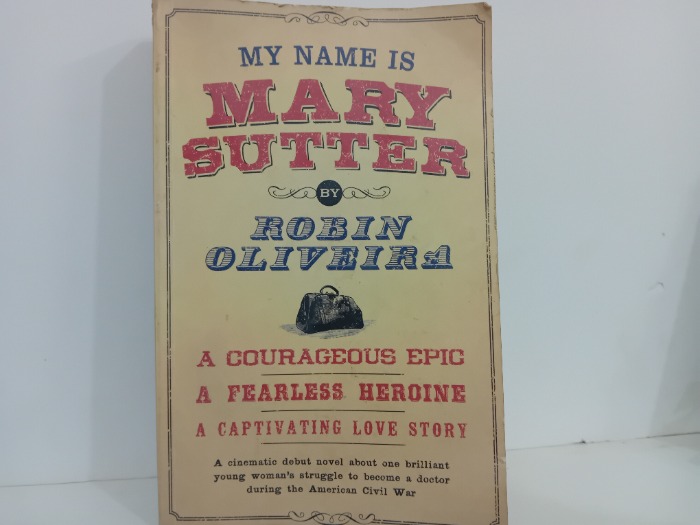 MY NAME IS
MARY
SUTTER
BY
ROBIN
OLIVEIRA
A COURAGEOUS EPIC
A FEARLESS HEROINE
A CAPTIVATING LOVE STORY
A cinematic debut novel about one brilliant
young woman's struggle to become a doctor
during the American Civil War